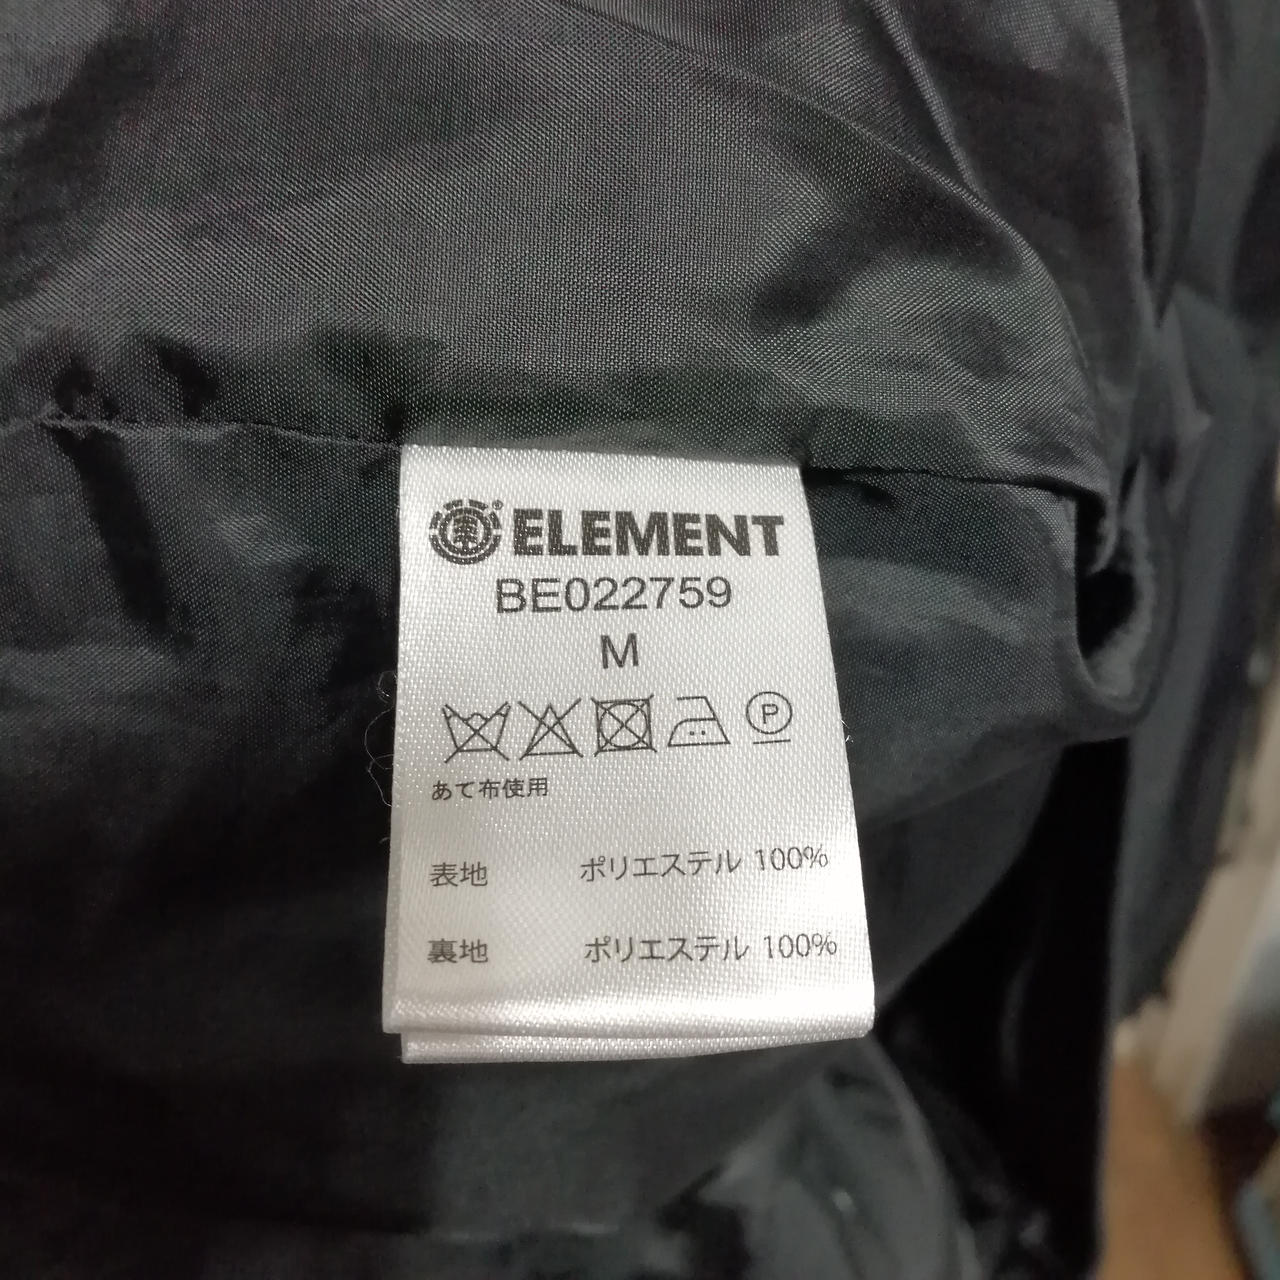 ELEMENT®
BE022759
M
P
あて布使用
表地 ポリエステル 100%
裏地 ポリエステル 100%